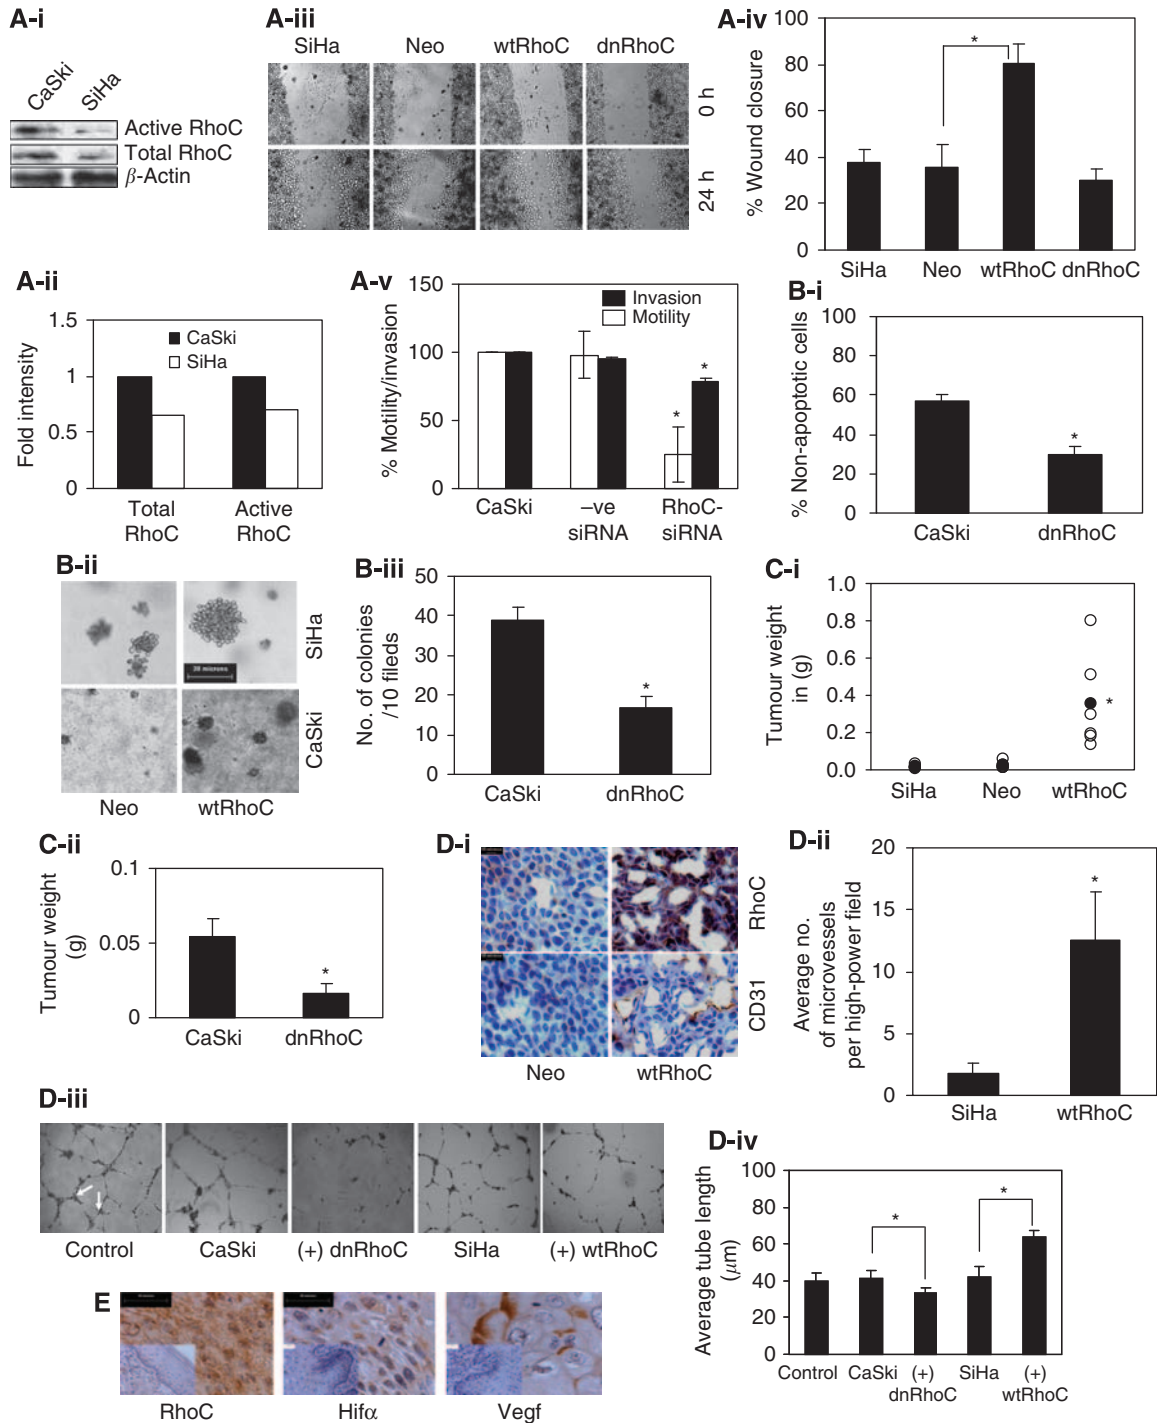 A-i
CaSki
SiHa
Active RhoC
Total RhoC
β-Actin
A-iii
SiHa Neo wtRhoC dnRhoC
0 h
24 h
A-iv
% Wound closure
100
80
60
40
20
0
SiHa Neo wtRhoC dnRhoC
*
A-ii
Fold intensity
1.5
1
0.5
0
CaSki
SiHa
Total RhoC
Active RhoC
A-v
% Motility/invasion
150
100
50
0
Invasion
Motility
*
*
CaSki
–ve siRNA
RhoC-siRNA
B-i
% Non-apoptotic cells
100
80
60
40
20
0
*
CaSki dnRhoC
B-ii
SiHa
CaSki
Neo wtRhoC
B-iii
No. of colonies
/10 fileds
50
40
30
20
10
0
*
CaSki dnRhoC
C-i
Tumour weight
in (g)
1.0
0.8
0.6
0.4
0.2
0.0
*
SiHa Neo wtRhoC
C-ii
Tumour weight
(g)
0.1
0.05
0
*
CaSki dnRhoC
D-i
RhoC
CD31
Neo wtRhoC
D-ii
Average no.
of microvessels
per high-power field
20
15
10
5
0
*
SiHa wtRhoC
D-iii
Control CaSki (+) dnRhoC SiHa (+) wtRhoC
D-iv
Average tube length
(μm)
100
80
60
40
20
0
*
*
Control CaSki (+) dnRhoC SiHa (+) wtRhoC
E
RhoC Hifα Vegf